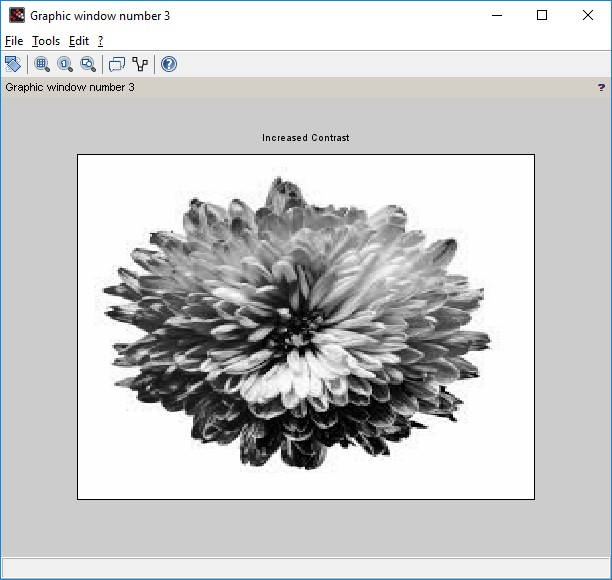 Graphic window number 3
File Tools Edit ?
Graphic window number 3 ?
Increased Contrast